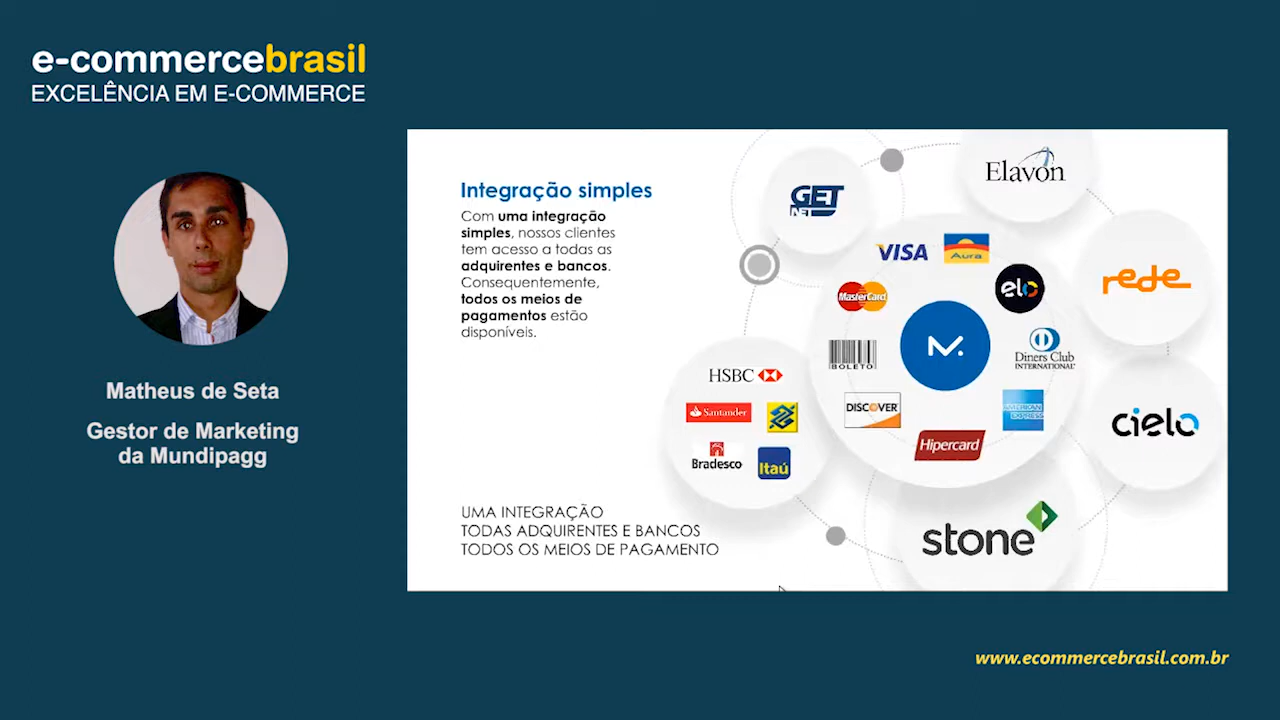 e-commercebrasil
EXCELÊNCIA EM E-COMMERCE
Matheus de Seta
Gestor de Marketing
da Mundipagg
Integração simples
Com uma integração
simples, nossos clientes
tem acesso a todas as
adquirentes e bancos.
Consequentemente,
todos os meios de
pagamentos estão
disponíveis.
UMA INTEGRAÇÃO
TODAS ADQUIRENTES E BANCOS
TODOS OS MEIOS DE PAGAMENTO
GET
NET
Elavon
VISA
Aura
MasterCard
elo
rede
BOLETO
Diners Club
INTERNATIONAL
HSBC
Santander
Bradesco
Itaú
DISCOVER
AMERICAN
EXPRESS
Hipercard
cielo
stone
www.ecommercebrasil.com.br